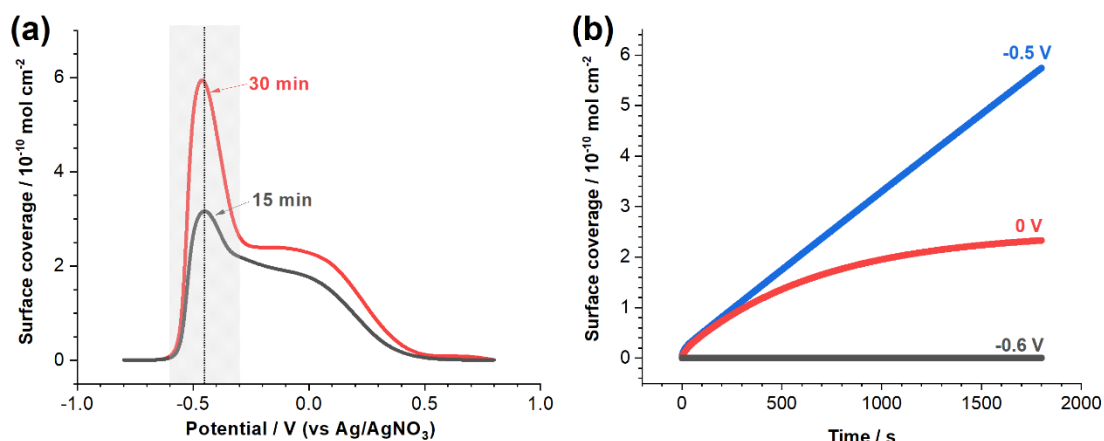 (a)
Surface coverage / 10⁻¹⁰ mol cm⁻²
6
4
2
0
30 min
15 min
-1.0 -0.5 0.0 0.5 1.0
Potential / V (vs Ag/AgNO₃)
(b)
Surface coverage / 10⁻¹⁰ mol cm⁻²
6
5
4
3
2
1
0
-0.5 V
0 V
-0.6 V
0 500 1000 1500 2000
Time / s